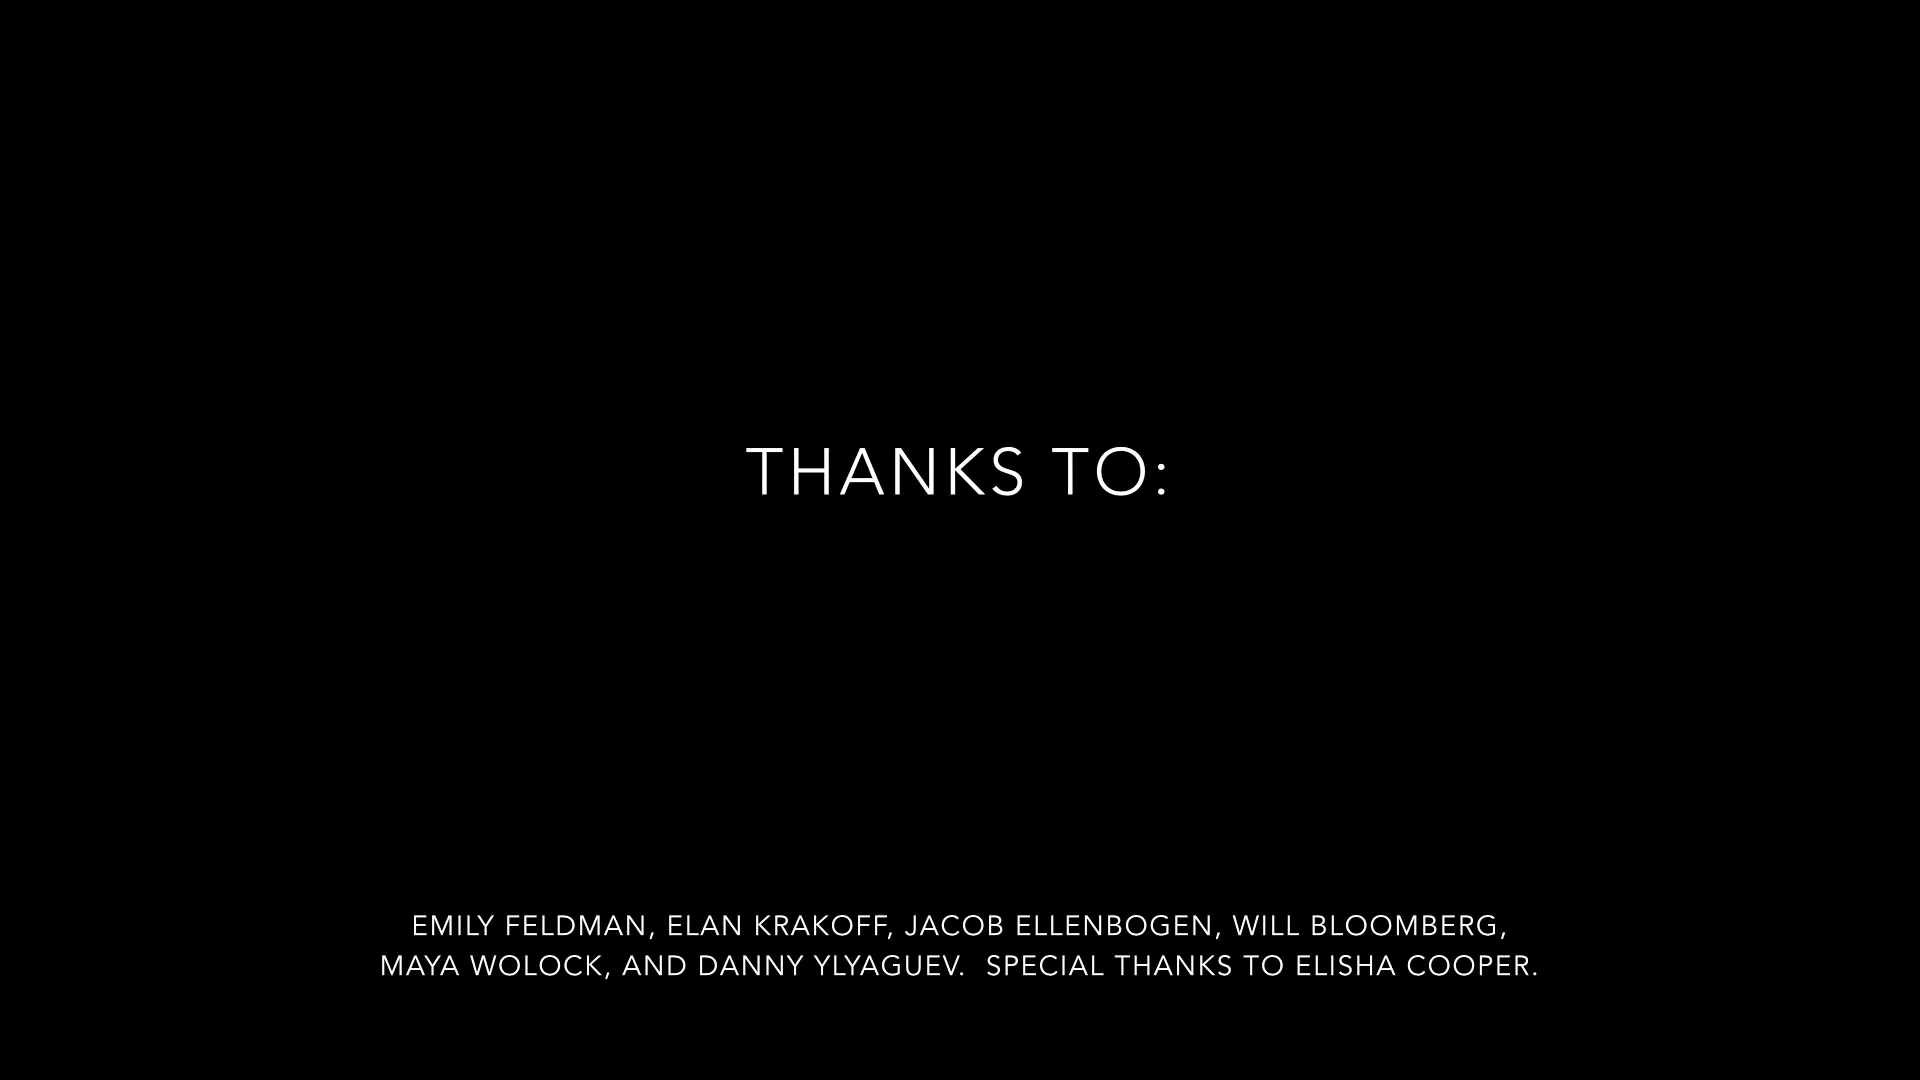 THANKS TO:
EMILY FELDMAN, ELAN KRAKOFF, JACOB ELLENBOGEN, WILL BLOOMBERG,
MAYA WOLOCK, AND DANNY YLYAGUEV.  SPECIAL THANKS TO ELISHA COOPER.